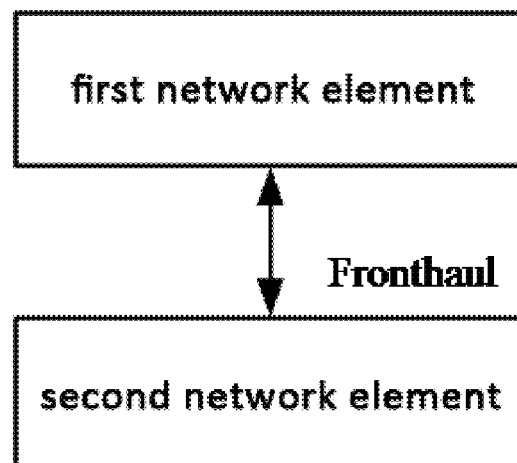 first network element
Fronthaul
second network element